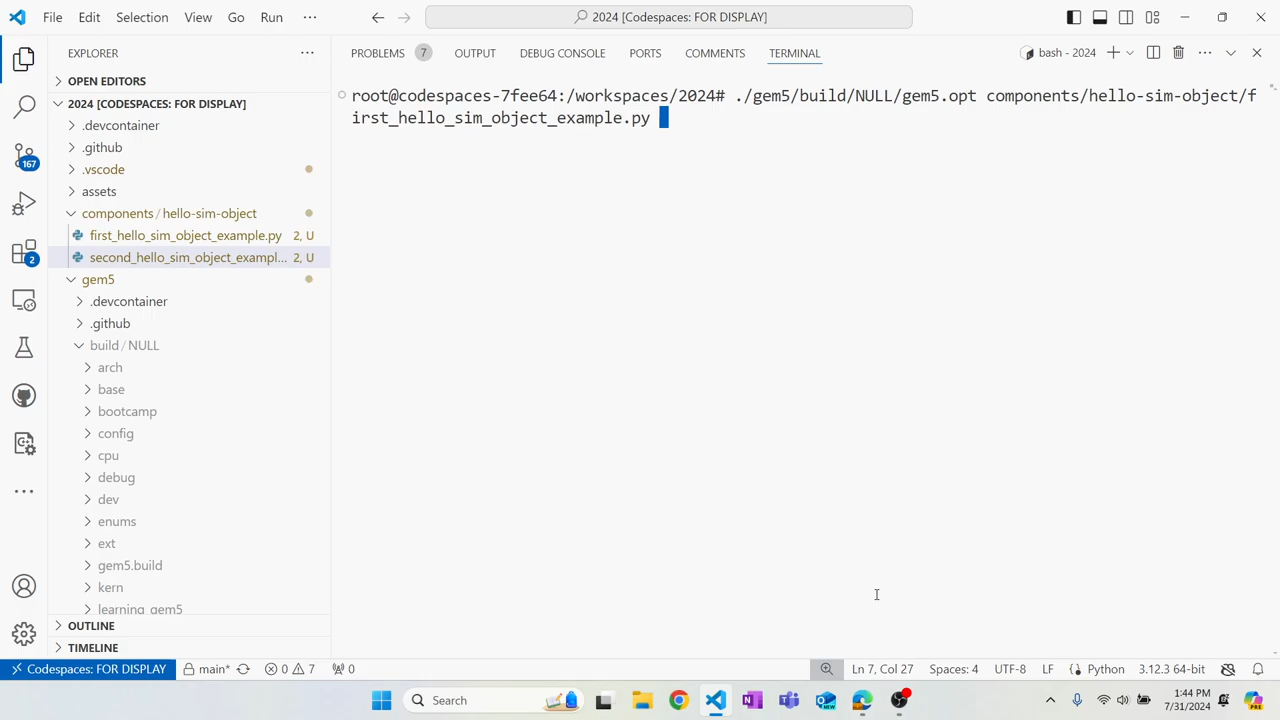 File Edit Selection View Go Run ···
2024 [Codespaces: FOR DISPLAY]
EXPLORER
PROBLEMS 7 OUTPUT DEBUG CONSOLE PORTS COMMENTS TERMINAL
bash - 2024
OPEN EDITORS
2024 [CODESPACES: FOR DISPLAY]
.devcontainer
.github
.vscode
assets
components / hello-sim-object
first_hello_sim_object_example.py 2, U
second_hello_sim_object_exampl... 2, U
gem5
.devcontainer
.github
build / NULL
arch
base
bootcamp
config
cpu
debug
dev
enums
ext
gem5.build
kern
learning_gem5
OUTLINE
TIMELINE
167
2
root@codespaces-7fee64:/workspaces/2024# ./gem5/build/NULL/gem5.opt components/hello-sim-object/f
irst_hello_sim_object_example.py
Codespaces: FOR DISPLAY main* 0 7 0
Ln 7, Col 27 Spaces: 4 UTF-8 LF Python 3.12.3 64-bit
Search
1:44 PM
7/31/2024